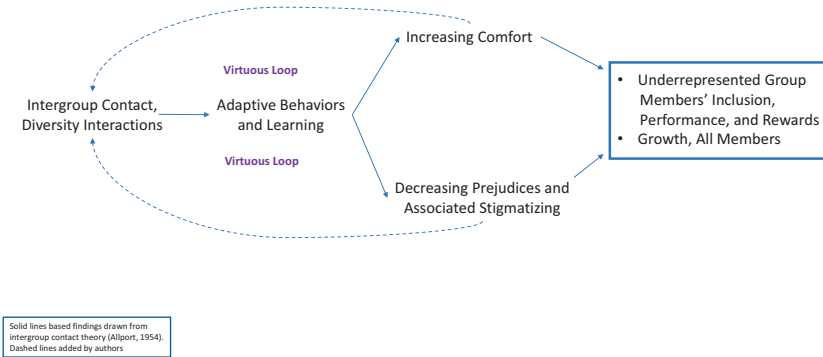 Increasing Comfort
Virtuous Loop
Intergroup Contact,
Diversity Interactions
Adaptive Behaviors
and Learning
Virtuous Loop
Decreasing Prejudices and
Associated Stigmatizing
• Underrepresented Group
Members’ Inclusion,
Performance, and Rewards
• Growth, All Members
Solid lines based findings drawn from
intergroup contact theory (Allport, 1954).
Dashed lines added by authors